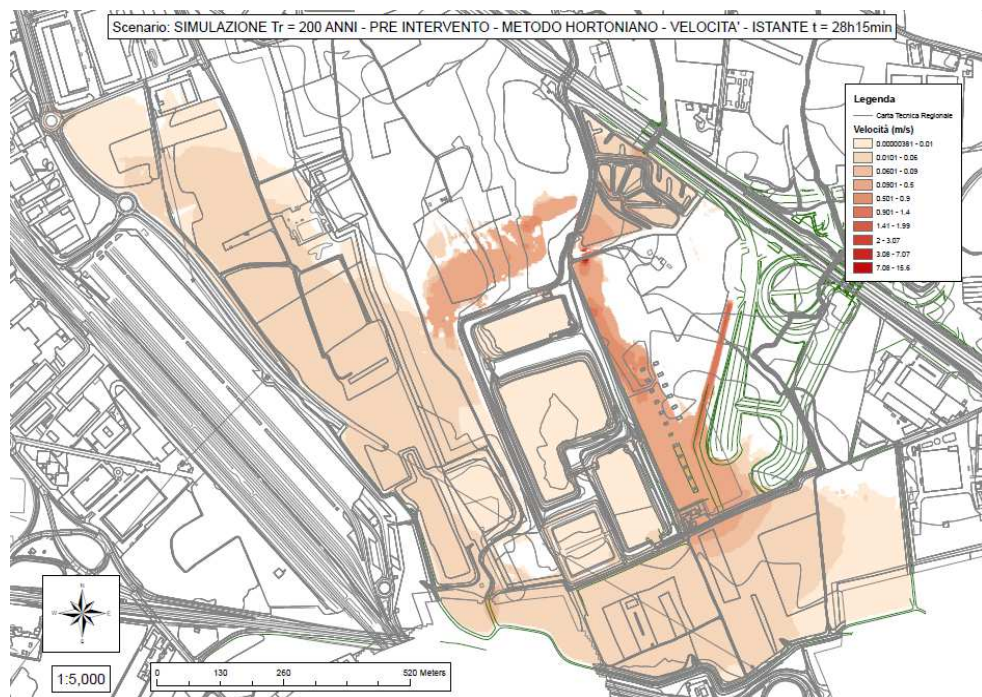 Scenario: SIMULAZIONE Tr = 200 ANNI - PRE INTERVENTO - METODO HORTONIANO - VELOCITA' - ISTANTE t = 28h15min
Legenda
Carta Tecnica Regionale
Velocità (m/s)
0.00000381 - 0.01
0.0101 - 0.06
0.0601 - 0.09
0.0901 - 0.5
0.501 - 0.9
0.901 - 1.4
1.41 - 1.99
2 - 3.07
3.08 - 7.07
7.08 - 15.6
N
W E
S
1:5,000
0 130 260 520 Meters